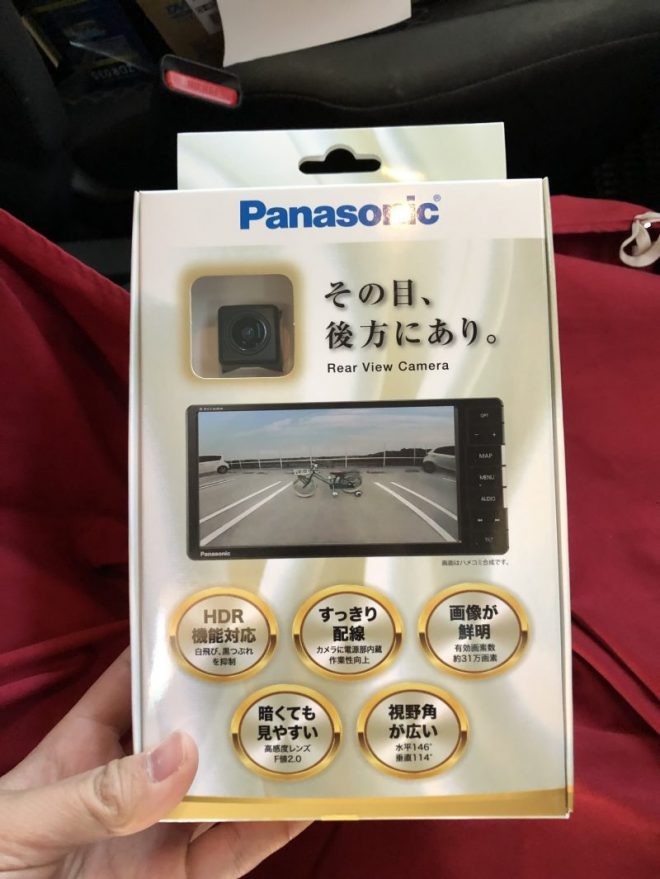 Panasonic®
その目、
後方にあり。
Rear View Camera
OPT
MAP
MENU
AUDIO
Panasonic
画面はハメコミ合成です。
HDR
機能対応
白飛び、黒つぶれ
を抑制
すっきり
配線
カメラに電源部内蔵
作業性向上
画像が
鮮明
有効画素数
約31万画素
暗くても
見やすい
高感度レンズ
F値2.0
視野角
が広い
水平146°
垂直114°